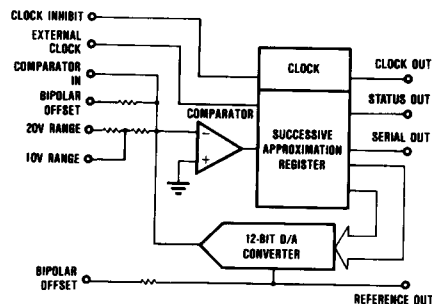 CLOCK INHIBIT
EXTERNAL
CLOCK
COMPARATOR
IN
BIPOLAR
OFFSET
20V RANGE
10V RANGE
COMPARATOR
−
+
CLOCK
SUCCESSIVE
APPROXIMATION
REGISTER
CLOCK OUT
STATUS OUT
SERIAL OUT
12-BIT D/A
CONVERTER
BIPOLAR
OFFSET
REFERENCE OUT